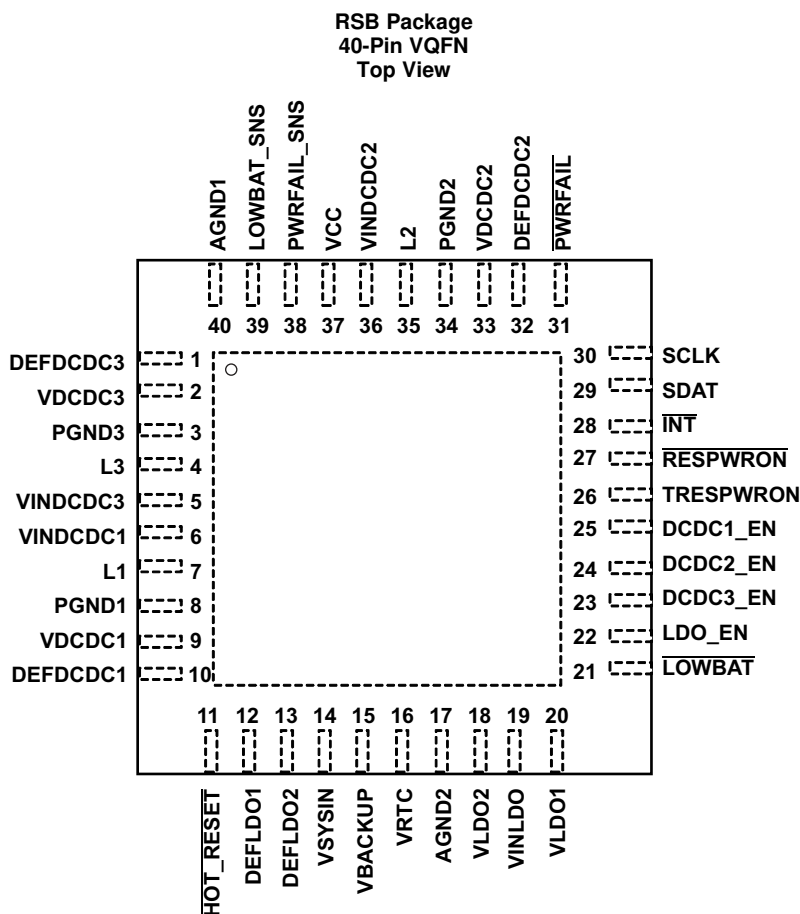 RSB Package
40-Pin VQFN
Top View
AGND1
LOWBAT_SNS
PWRFAIL_SNS
VCC
VINDCDC2
L2
PGND2
VDCDC2
DEFDCDC2
PWRFAIL
40 39 38 37 36 35 34 33 32 31
DEFDCDC3 1
VDCDC3 2
PGND3 3
L3 4
VINDCDC3 5
VINDCDC1 6
L1 7
PGND1 8
VDCDC1 9
DEFDCDC1 10
30 SCLK
29 SDAT
28 INT
27 RESPWRON
26 TRESPWRON
25 DCDC1_EN
24 DCDC2_EN
23 DCDC3_EN
22 LDO_EN
21 LOWBAT
11 12 13 14 15 16 17 18 19 20
HOT_RESET
DEFLDO1
DEFLDO2
VSYSIN
VBACKUP
VRTC
AGND2
VLDO2
VINLDO
VLDO1